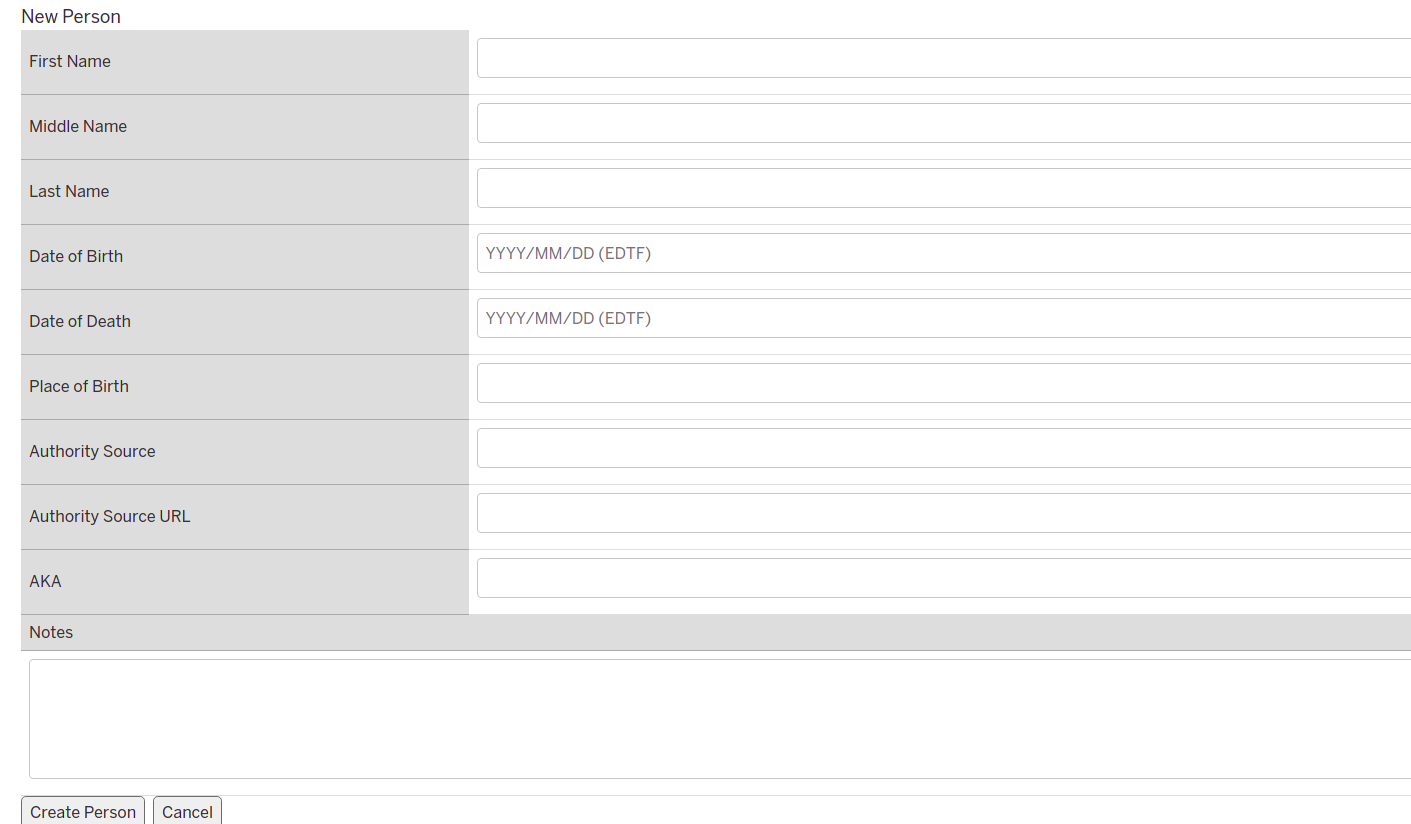 New Person
First Name
Middle Name
Last Name
Date of Birth
YYYY/MM/DD (EDTF)
Date of Death
YYYY/MM/DD (EDTF)
Place of Birth
Authority Source
Authority Source URL
AKA
Notes
Create Person
Cancel